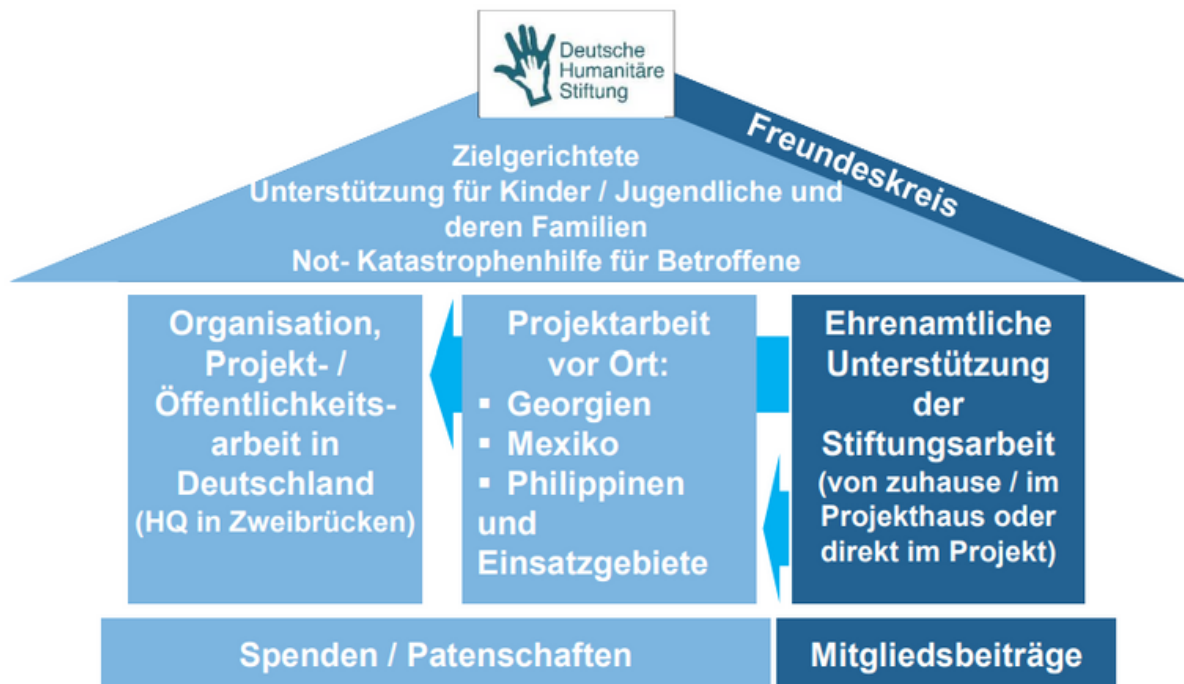 Deutsche
Humanitäre
Stiftung
Freundeskreis
Zielgerichtete
Unterstützung für Kinder / Jugendliche und
deren Familien
Not- Katastrophenhilfe für Betroffene
Organisation,
Projekt- /
Öffentlichkeits-
arbeit in
Deutschland
(HQ in Zweibrücken)
Projektarbeit
vor Ort:
▪ Georgien
▪ Mexiko
▪ Philippinen
und
Einsatzgebiete
Ehrenamtliche
Unterstützung
der
Stiftungsarbeit
(von zuhause / im
Projekthaus oder
direkt im Projekt)
Spenden / Patenschaften
Mitgliedsbeiträge